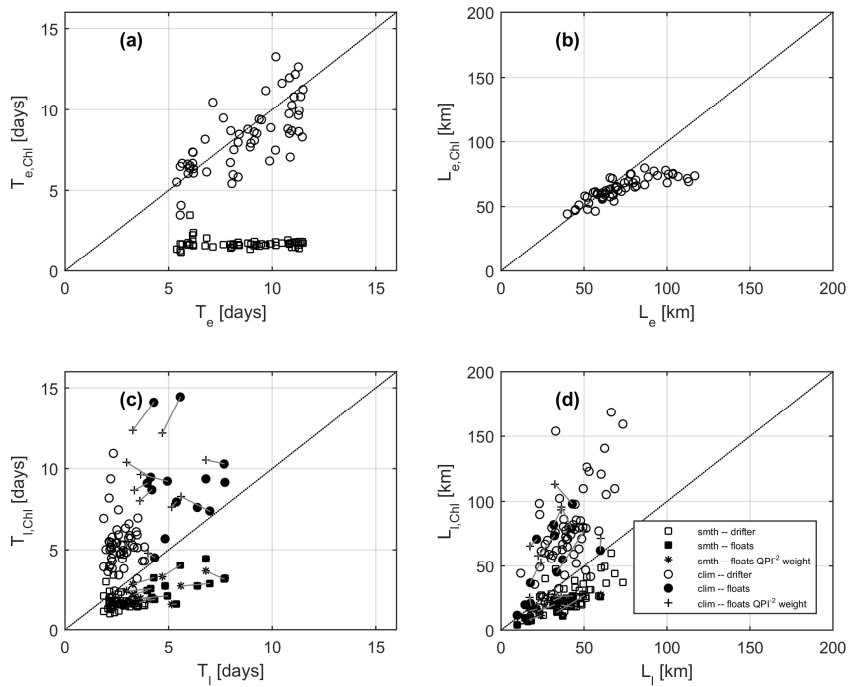 (a)
15
10
5
0
T_e,Chl [days]
0 5 10 15
T_e [days]
(b)
200
150
100
50
0
L_e,Chl [km]
0 50 100 150 200
L_e [km]
(c)
15
10
5
0
T_l,Chl [days]
0 5 10 15
T_l [days]
(d)
200
150
100
50
0
L_l,Chl [km]
smth -- drifter
smth -- floats
smth -- floats QPI^-2 weight
clim -- drifter
clim -- floats
clim -- floats QPI^-2 weight
0 50 100 150 200
L_l [km]